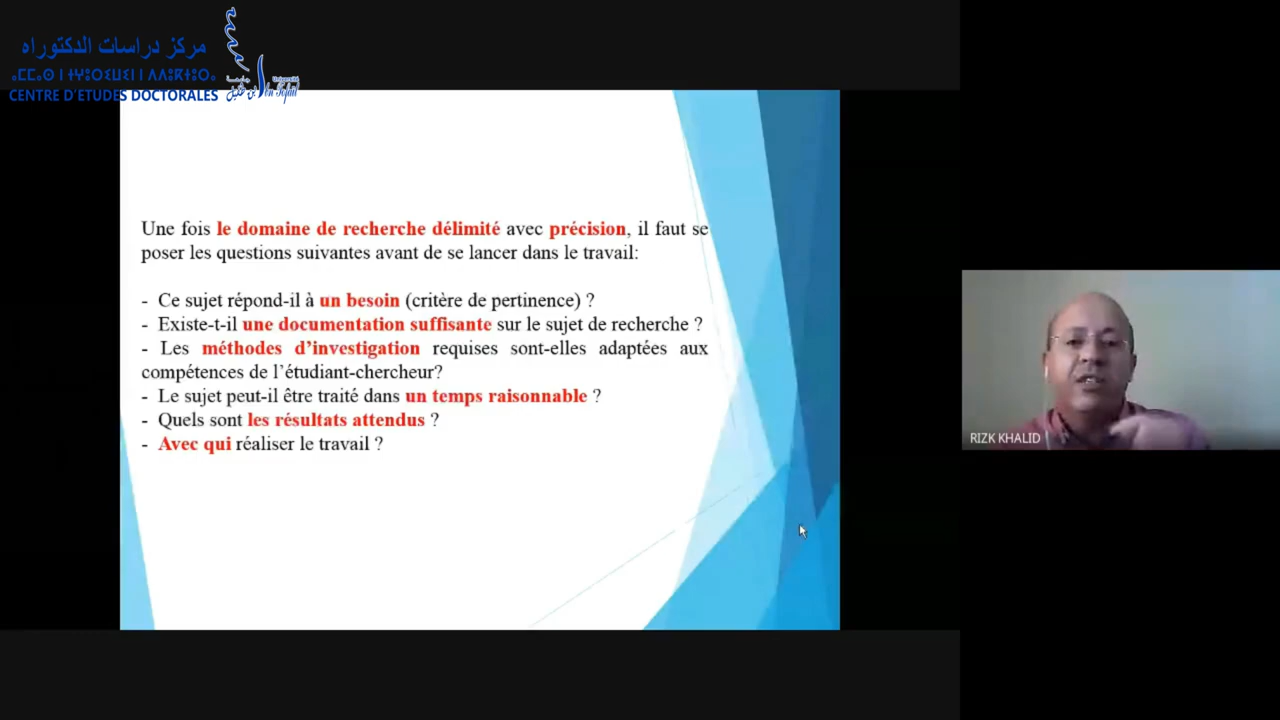 مركز دراسات الدكتوراه
CENTRE D'ETUDES DOCTORALES
Université
Ibn Tofail
Une fois le domaine de recherche délimité avec précision, il faut se
poser les questions suivantes avant de se lancer dans le travail:
- Ce sujet répond-il à un besoin (critère de pertinence) ?
- Existe-t-il une documentation suffisante sur le sujet de recherche ?
- Les méthodes d'investigation requises sont-elles adaptées aux
compétences de l'étudiant-chercheur?
- Le sujet peut-il être traité dans un temps raisonnable ?
- Quels sont les résultats attendus ?
- Avec qui réaliser le travail ?
RIZK KHALID